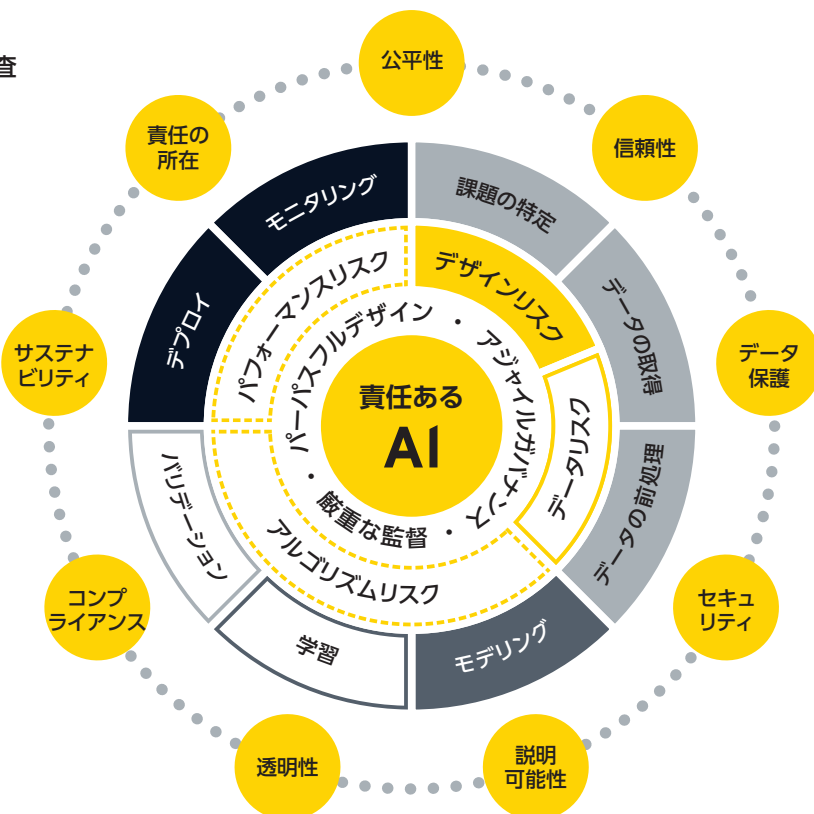 査
公平性
信頼性
データ
保護
セキュ
リティ
説明
可能性
透明性
コンプ
ライアンス
サステナ
ビリティ
責任の
所在
課題の特定
データの取得
データの前処理
モデリング
学習
バリデーション
デプロイ
モニタリング
デザインリスク
データリスク
アルゴリズムリスク
パフォーマンスリスク
パーパスフルデザイン ・ アジャイルガバナンス ・ 厳重な監督 ・
責任ある
AI